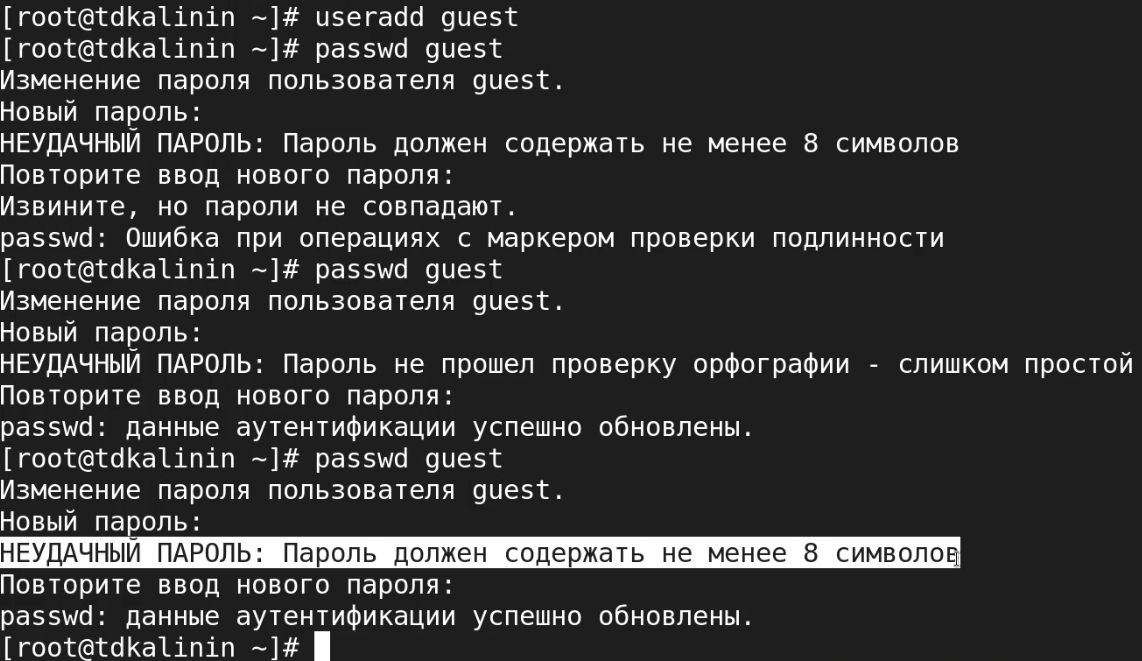 [root@tdkalinin ~]# useradd guest
[root@tdkalinin ~]# passwd guest
Изменение пароля пользователя guest.
Новый пароль:
НЕУДАЧНЫЙ ПАРОЛЬ: Пароль должен содержать не менее 8 символов
Повторите ввод нового пароля:
Извините, но пароли не совпадают.
passwd: Ошибка при операциях с маркером проверки подлинности
[root@tdkalinin ~]# passwd guest
Изменение пароля пользователя guest.
Новый пароль:
НЕУДАЧНЫЙ ПАРОЛЬ: Пароль не прошел проверку орфографии - слишком простой
Повторите ввод нового пароля:
passwd: данные аутентификации успешно обновлены.
[root@tdkalinin ~]# passwd guest
Изменение пароля пользователя guest.
Новый пароль:
НЕУДАЧНЫЙ ПАРОЛЬ: Пароль должен содержать не менее 8 символов
Повторите ввод нового пароля:
passwd: данные аутентификации успешно обновлены.
[root@tdkalinin ~]#